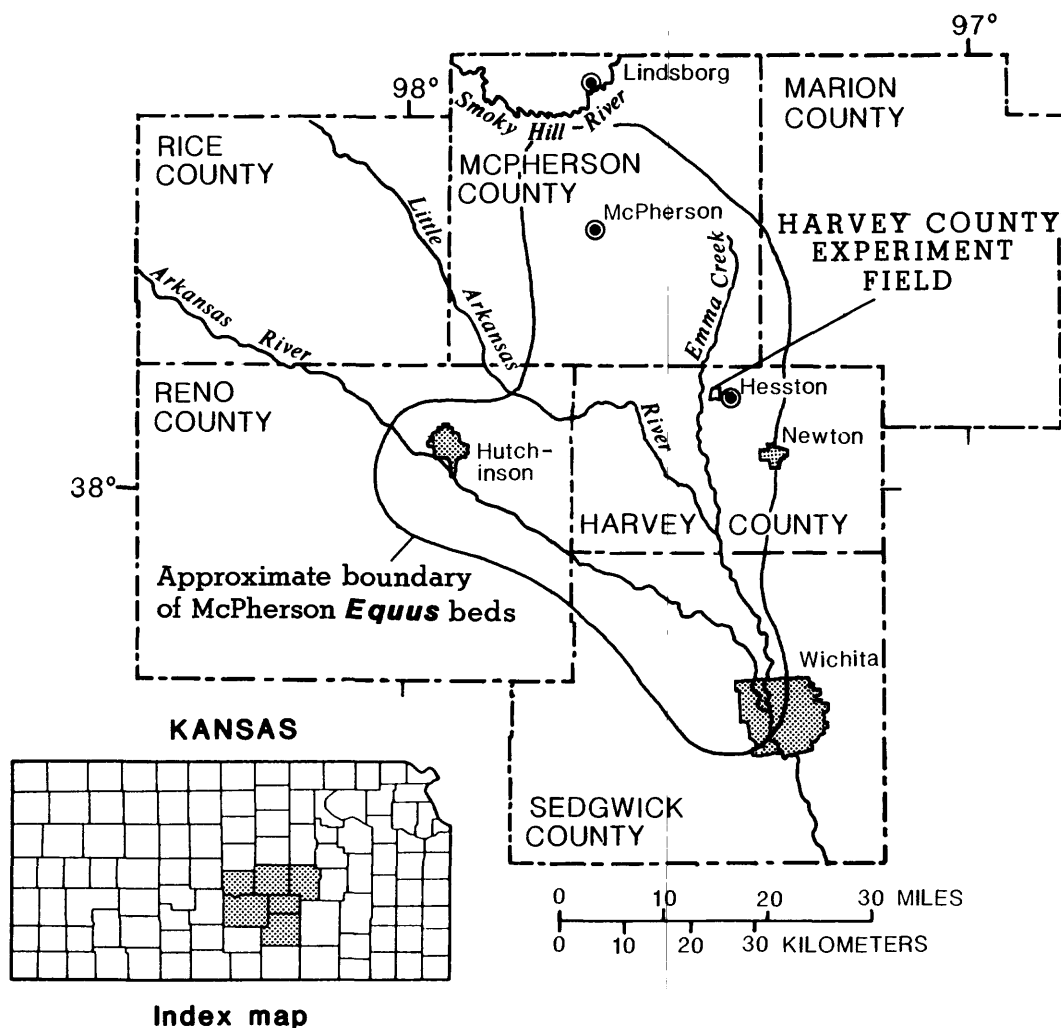 97°
98°
Lindsborg
Smoky Hill River
MARION
COUNTY
RICE
COUNTY
MCPHERSON
COUNTY
McPherson
HARVEY COUNTY
EXPERIMENT
FIELD
Little Arkansas River
Emma Creek
Arkansas River
RENO
COUNTY
Hesston
Newton
Hutch-
inson
38°
HARVEY COUNTY
Approximate boundary
of McPherson Equus beds
Wichita
KANSAS
SEDGWICK
COUNTY
0 10 20 30 MILES
0 10 20 30 KILOMETERS
Index map